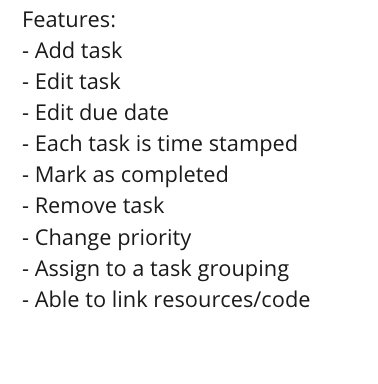 Features:
- Add task
- Edit task
- Edit due date
- Each task is time stamped
- Mark as completed
- Remove task
- Change priority
- Assign to a task grouping
- Able to link resources/code